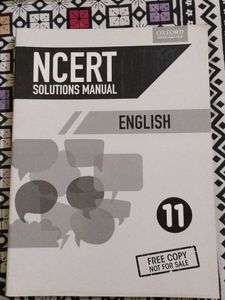 OXFORD
NCERT
SOLUTIONS MANUAL
ENGLISH
11
FREE COPY
NOT FOR SALE